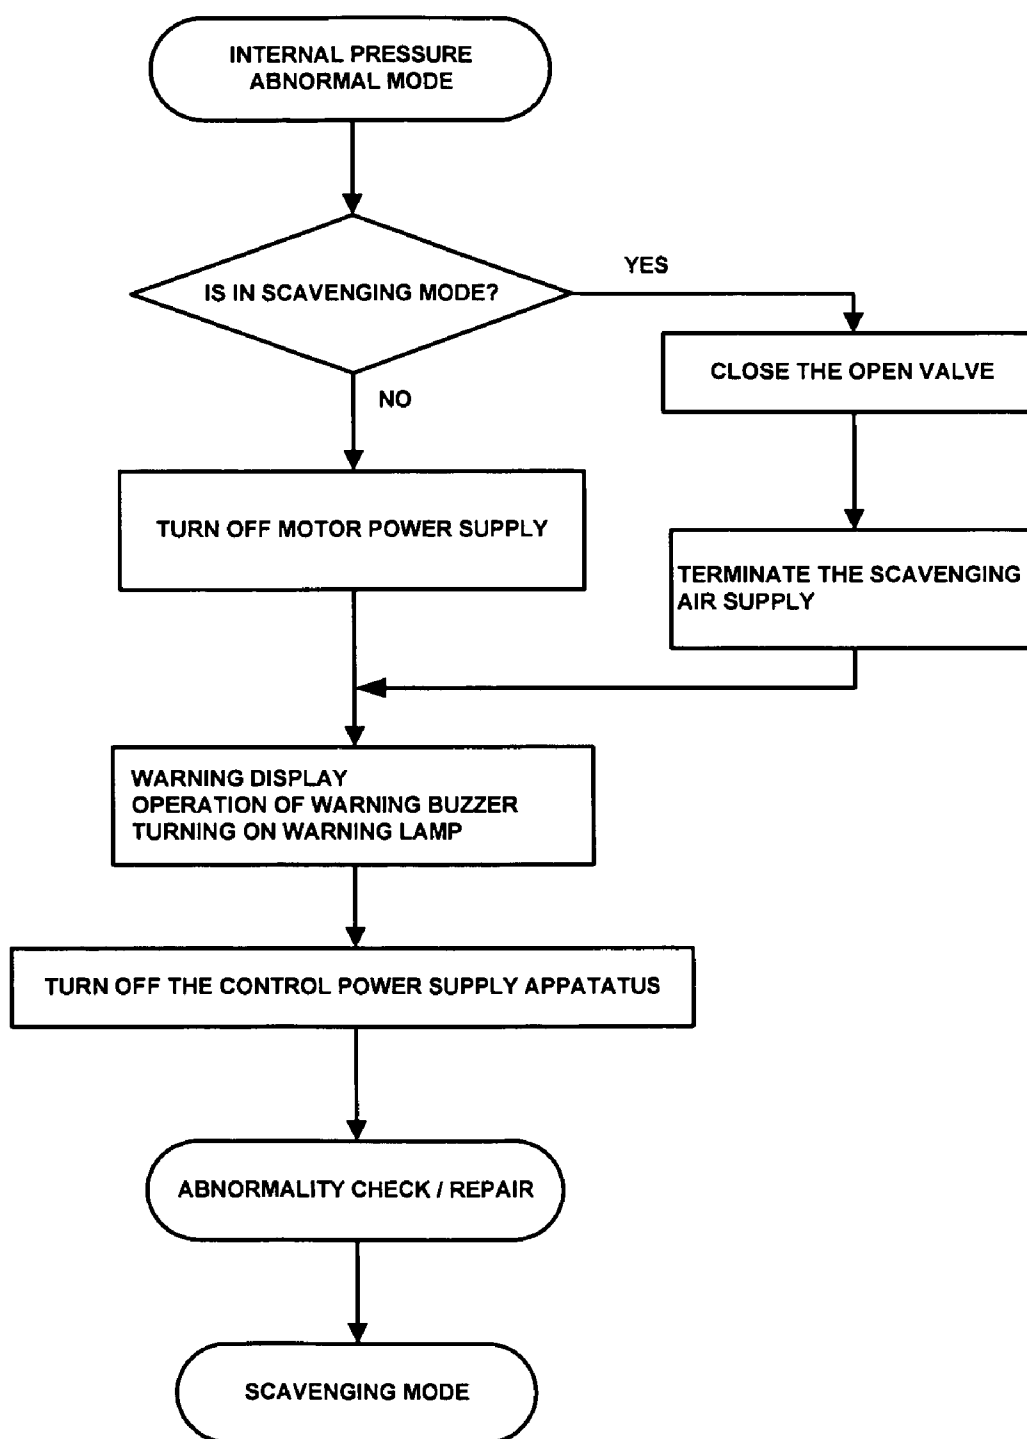 INTERNAL PRESSURE
ABNORMAL MODE
IS IN SCAVENGING MODE?
YES
CLOSE THE OPEN VALVE
NO
TURN OFF MOTOR POWER SUPPLY
TERMINATE THE SCAVENGING
AIR SUPPLY
WARNING DISPLAY
OPERATION OF WARNING BUZZER
TURNING ON WARNING LAMP
TURN OFF THE CONTROL POWER SUPPLY APPATATUS
ABNORMALITY CHECK / REPAIR
SCAVENGING MODE